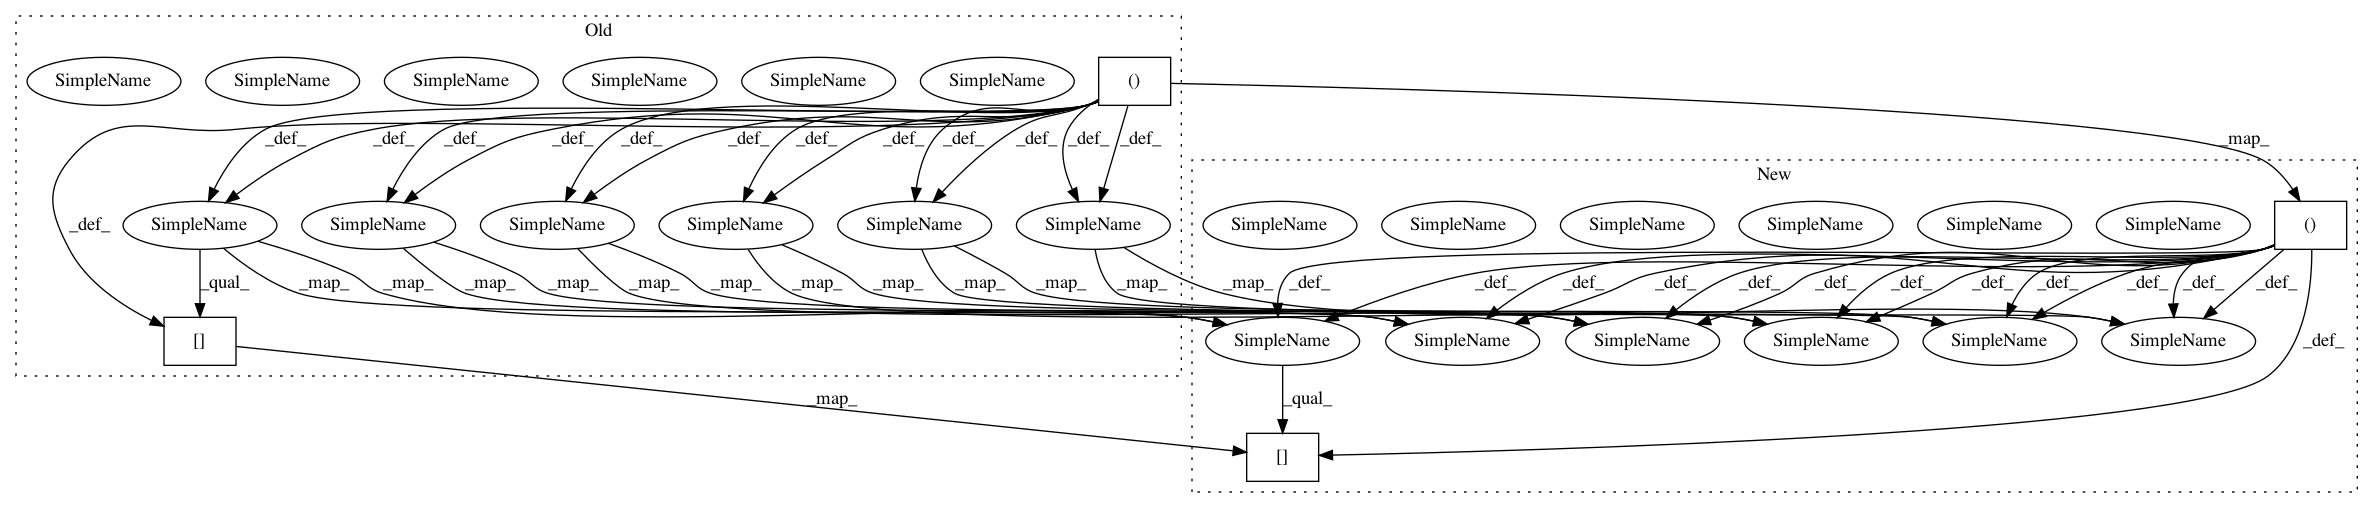 Old
SimpleName SimpleName SimpleName SimpleName SimpleName SimpleName ()
_def_ _def_ _def_ _def_ _def_ _def_ _def_ _def_ _def_ _def_ _def_ _def_ _map_
New
_def_ SimpleName SimpleName SimpleName SimpleName SimpleName SimpleName SimpleName SimpleName SimpleName SimpleName SimpleName SimpleName ()
_qual_ _map_ _map_ _map_ _map_ _map_ _map_ _map_ _map_ _map_ _map_ _map_ _map_ _def_ _def_ _def_ _def_ _def_ _def_ _def_ _def_ _def_ _def_ _def_ _def_
[] SimpleName SimpleName SimpleName SimpleName SimpleName SimpleName _def_
_map_ _qual_
[]